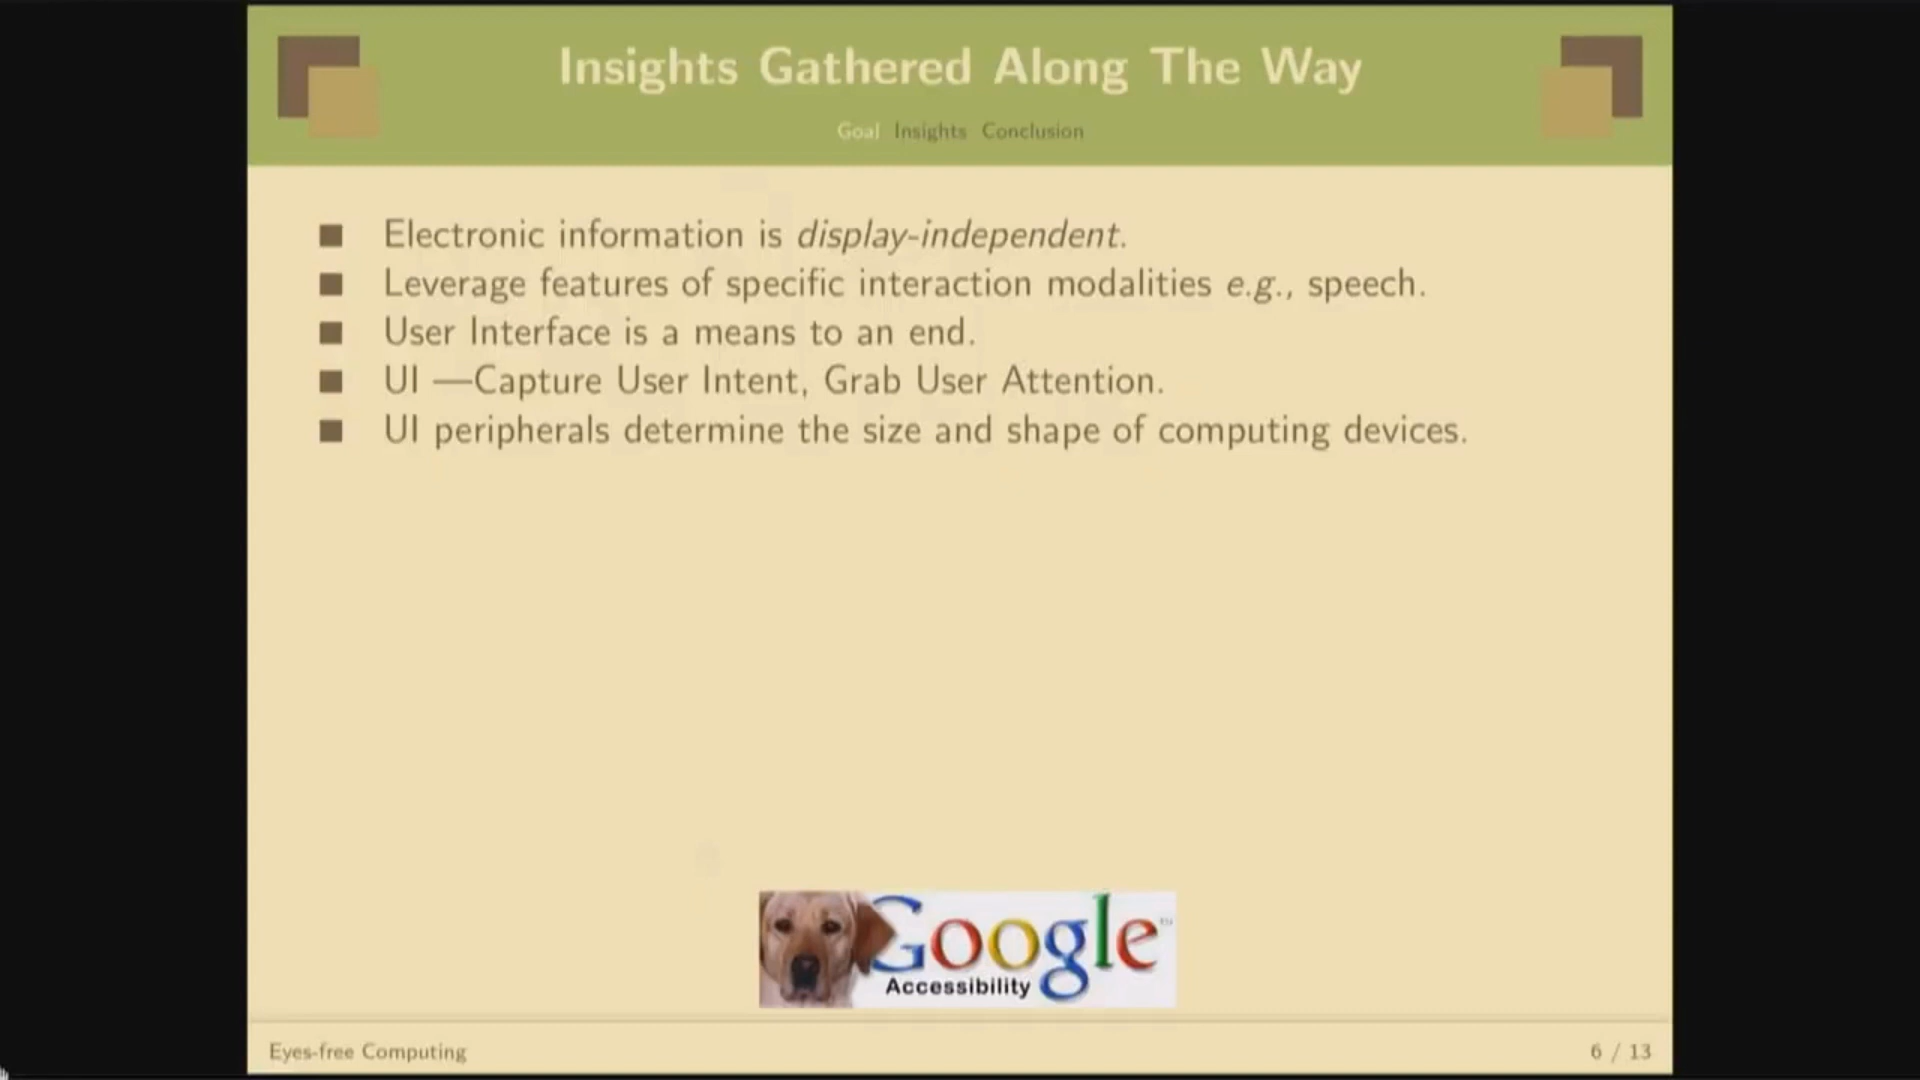 Insights Gathered Along The Way
Goal Insights Conclusion
Electronic information is display-independent.
Leverage features of specific interaction modalities e.g., speech.
User Interface is a means to an end.
UI —Capture User Intent, Grab User Attention.
UI peripherals determine the size and shape of computing devices.
Google™
Accessibility
Eyes-free Computing
6 / 13